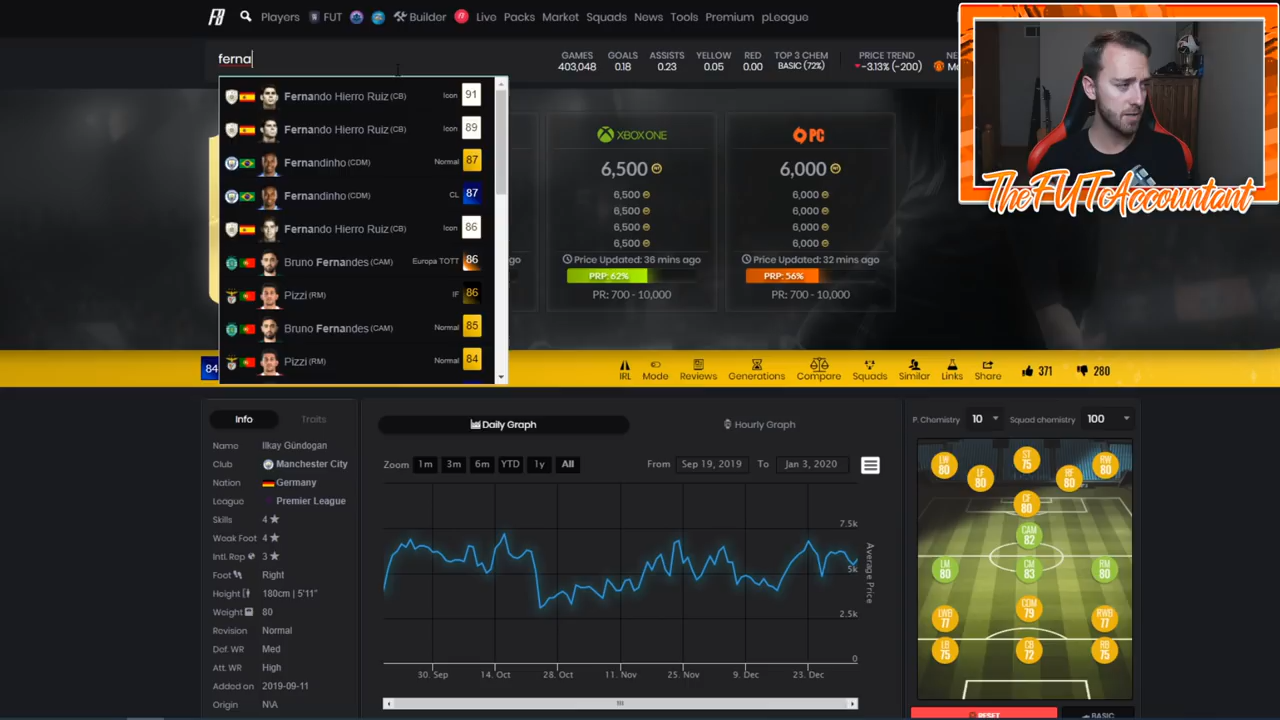 F8 Players FUT Builder Live Packs Market Squads News Tools Premium pLeague
ferna
GAMES GOALS ASSISTS YELLOW RED TOP 3 CHEM PRICE TREND
403,048 0.18 0.23 0.05 0.00 BASIC (72%) -3.13% (-200)
Fernando Hierro Ruiz (CB) Icon 91
Fernando Hierro Ruiz (CB) Icon 89
Fernandinho (CDM) Normal 87
Fernandinho (CDM) CL 87
Fernando Hierro Ruiz (CB) Icon 86
Bruno Fernandes (CAM) Europa TOTT 86
Pizzi (RM) IF 86
Bruno Fernandes (CAM) Normal 85
Pizzi (RM) Normal 84
XBOX ONE
6,500
6,500
6,500
6,500
6,500
Price Updated: 36 mins ago
PRP: 62%
PR: 700 - 10,000
PC
6,000
6,000
6,000
6,000
6,000
Price Updated: 32 mins ago
PRP: 56%
PR: 700 - 10,000
ago
TheFUTAccountant
84
IRL Mode Reviews Generations Compare Squads Similar Links Share 371 280
Info Traits
Name Ilkay Gündogan
Club Manchester City
Nation Germany
League Premier League
Skills 4
Weak Foot 4
Intl. Rep 3
Foot Right
Height 180cm | 5'11"
Weight 80
Revision Normal
Def. WR Med
Att. WR High
Added on 2019-09-11
Origin N\A
Daily Graph Hourly Graph
Zoom 1m 3m 6m YTD 1y All From Sep 19, 2019 To Jan 3, 2020
7.5k
5k
2.5k
0
Average Price
30. Sep 14. Oct 28. Oct 11. Nov 25. Nov 9. Dec 23. Dec
P. Chemistry 10 Squad chemistry 100
LW 80
LF 80
ST 75
RF 80
RW 80
CF 80
CAM 82
LM 80
CM 83
RM 80
LWB 77
CDM 79
RWB 77
LB 75
CB 72
RB 75
RESET BASIC